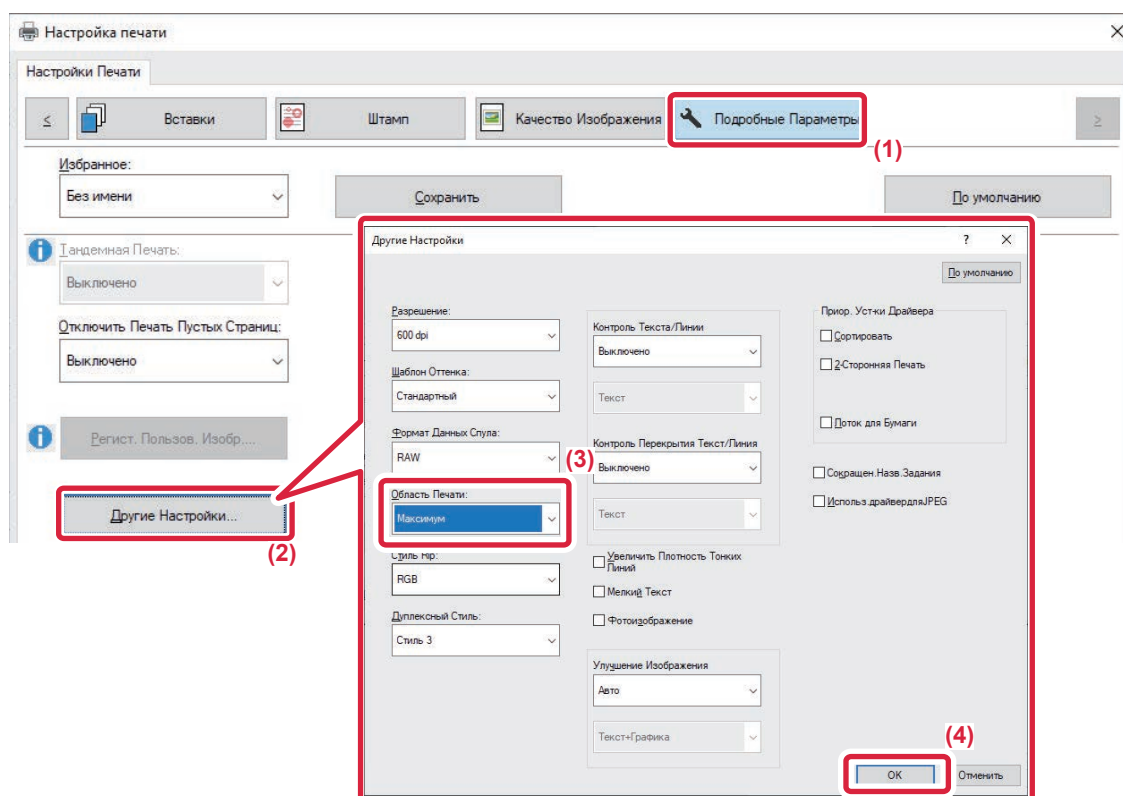 Настройка печати
Настройки Печати
≤ Вставки Штамп Качество Изображения Подробные Параметры ≥
(1)
Избранное:
Без имени Сохранить По умолчанию
Тандемная Печать:
Выключено
Отключить Печать Пустых Страниц:
Выключено
Регист. Пользов. Изобр....
Другие Настройки...
(2)
Другие Настройки ? ×
По умолчанию
Разрешение:
600 dpi
Шаблон Оттенка:
Стандартный
Формат Данных Спула:
RAW
(3)
Область Печати:
Максимум
Стиль Rip:
RGB
Дуплексный Стиль:
Стиль 3
Контроль Текста/Линии
Выключено
Текст
Контроль Перекрытия Текст/Линия
Выключено
Текст
Увеличить Плотность Тонких
Линий
Мелкий Текст
Фотоизображение
Улучшение Изображения
Авто
Текст+Графика
Приор. Уст-ки Драйвера
Сортировать
2-Сторонняя Печать
Поток для Бумаги
Сокращен.Назв.Задания
Использ.драйвердляJPEG
(4)
OK Отменить